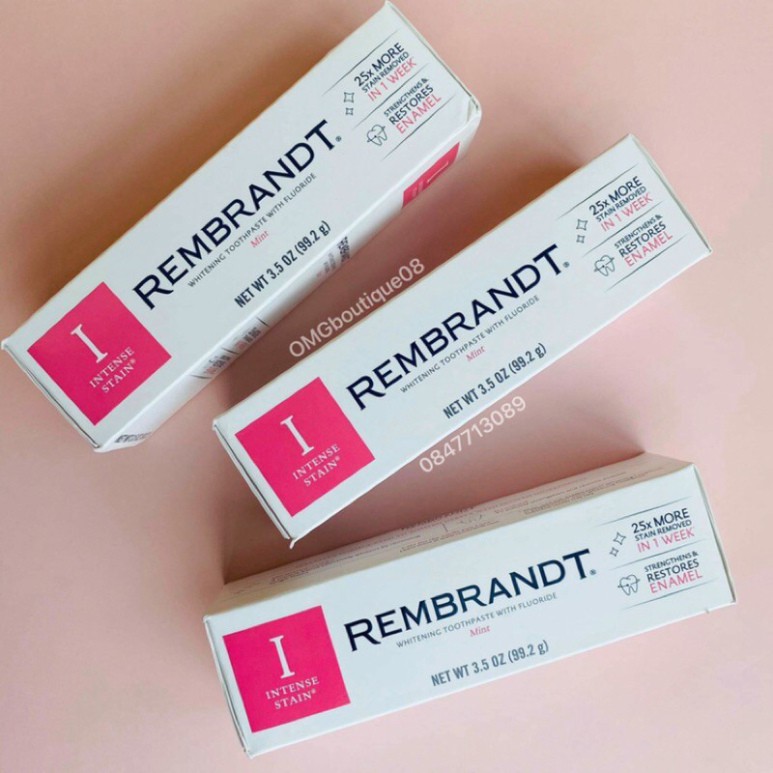 25x MORE
STAIN REMOVED
IN 1 WEEK
STRENGTHENS &
RESTORES
ENAMEL
REMBRANDT®
WHITENING TOOTHPASTE WITH FLUORIDE
Mint
NET WT 3.5 OZ (99.2 g)
I
INTENSE
STAIN®
OMGboutique08
25x MORE
STAIN REMOVED
IN 1 WEEK
STRENGTHENS &
RESTORES
ENAMEL
REMBRANDT®
WHITENING TOOTHPASTE WITH FLUORIDE
Mint
NET WT 3.5 OZ (99.2 g)
I
INTENSE
STAIN®
0847713089
25x MORE
STAIN REMOVED
IN 1 WEEK
STRENGTHENS &
RESTORES
ENAMEL
REMBRANDT®
WHITENING TOOTHPASTE WITH FLUORIDE
Mint
NET WT 3.5 OZ (99.2 g)
I
INTENSE
STAIN®